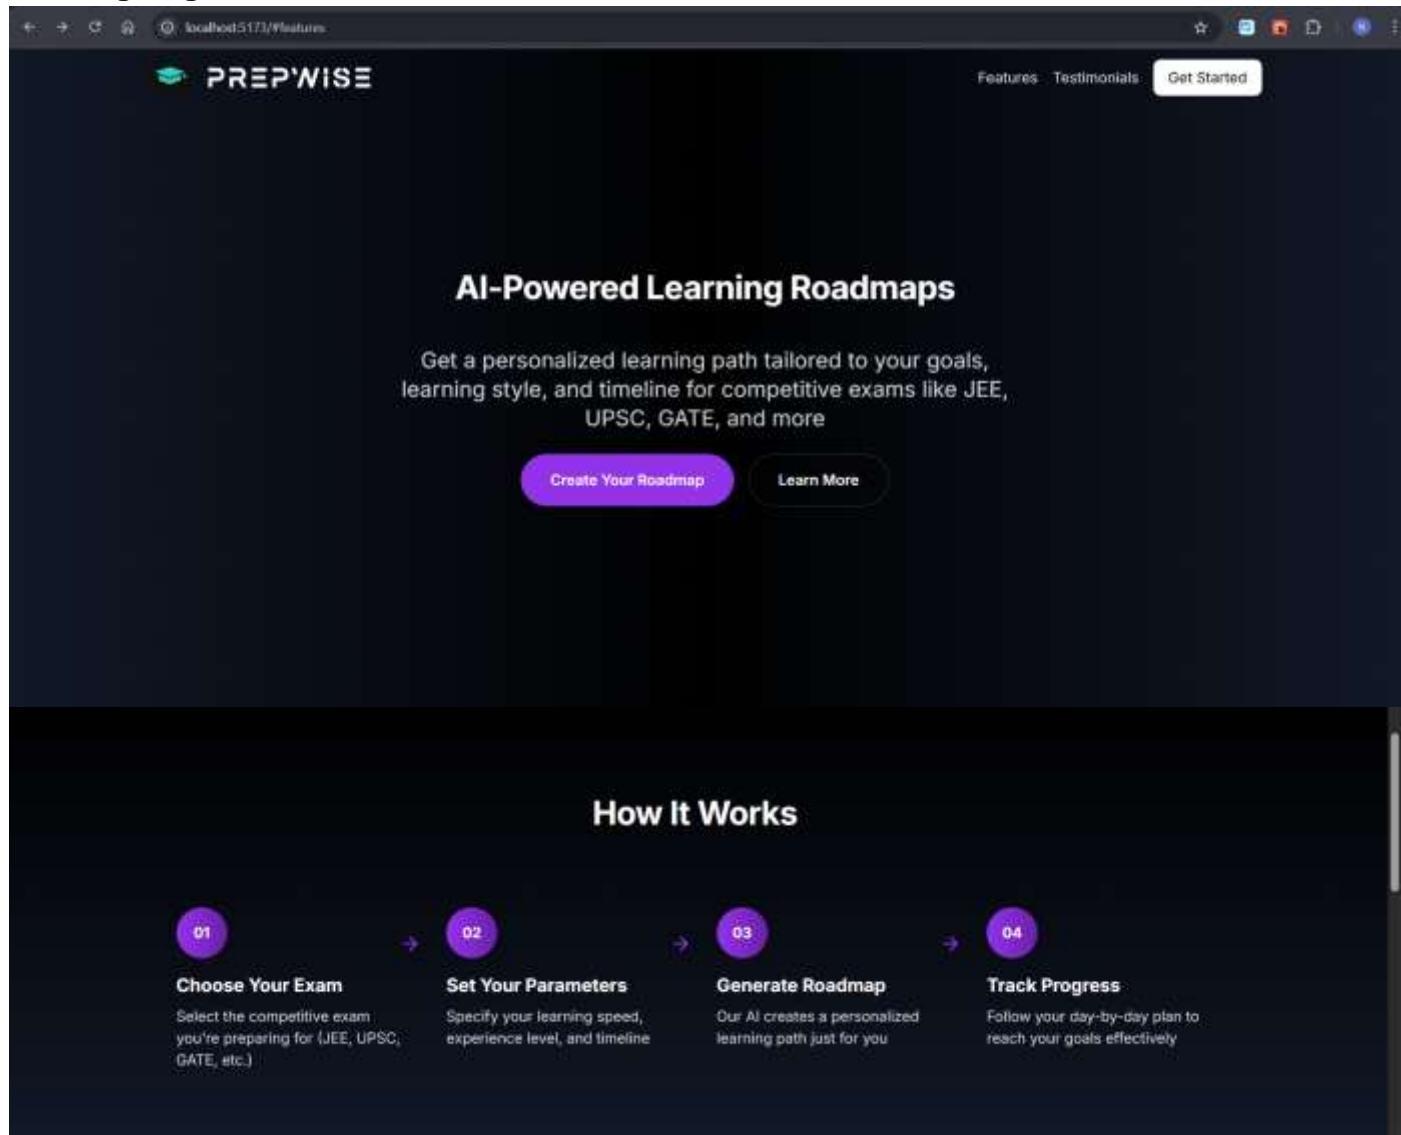 localhost:5173/#features
PREPWISE
Features Testimonials Get Started
AI-Powered Learning Roadmaps
Get a personalized learning path tailored to your goals,
learning style, and timeline for competitive exams like JEE,
UPSC, GATE, and more
Create Your Roadmap Learn More
How It Works
01
Choose Your Exam
Select the competitive exam
you're preparing for (JEE, UPSC,
GATE, etc.)
02
Set Your Parameters
Specify your learning speed,
experience level, and timeline
03
Generate Roadmap
Our AI creates a personalized
learning path just for you
04
Track Progress
Follow your day-by-day plan to
reach your goals effectively